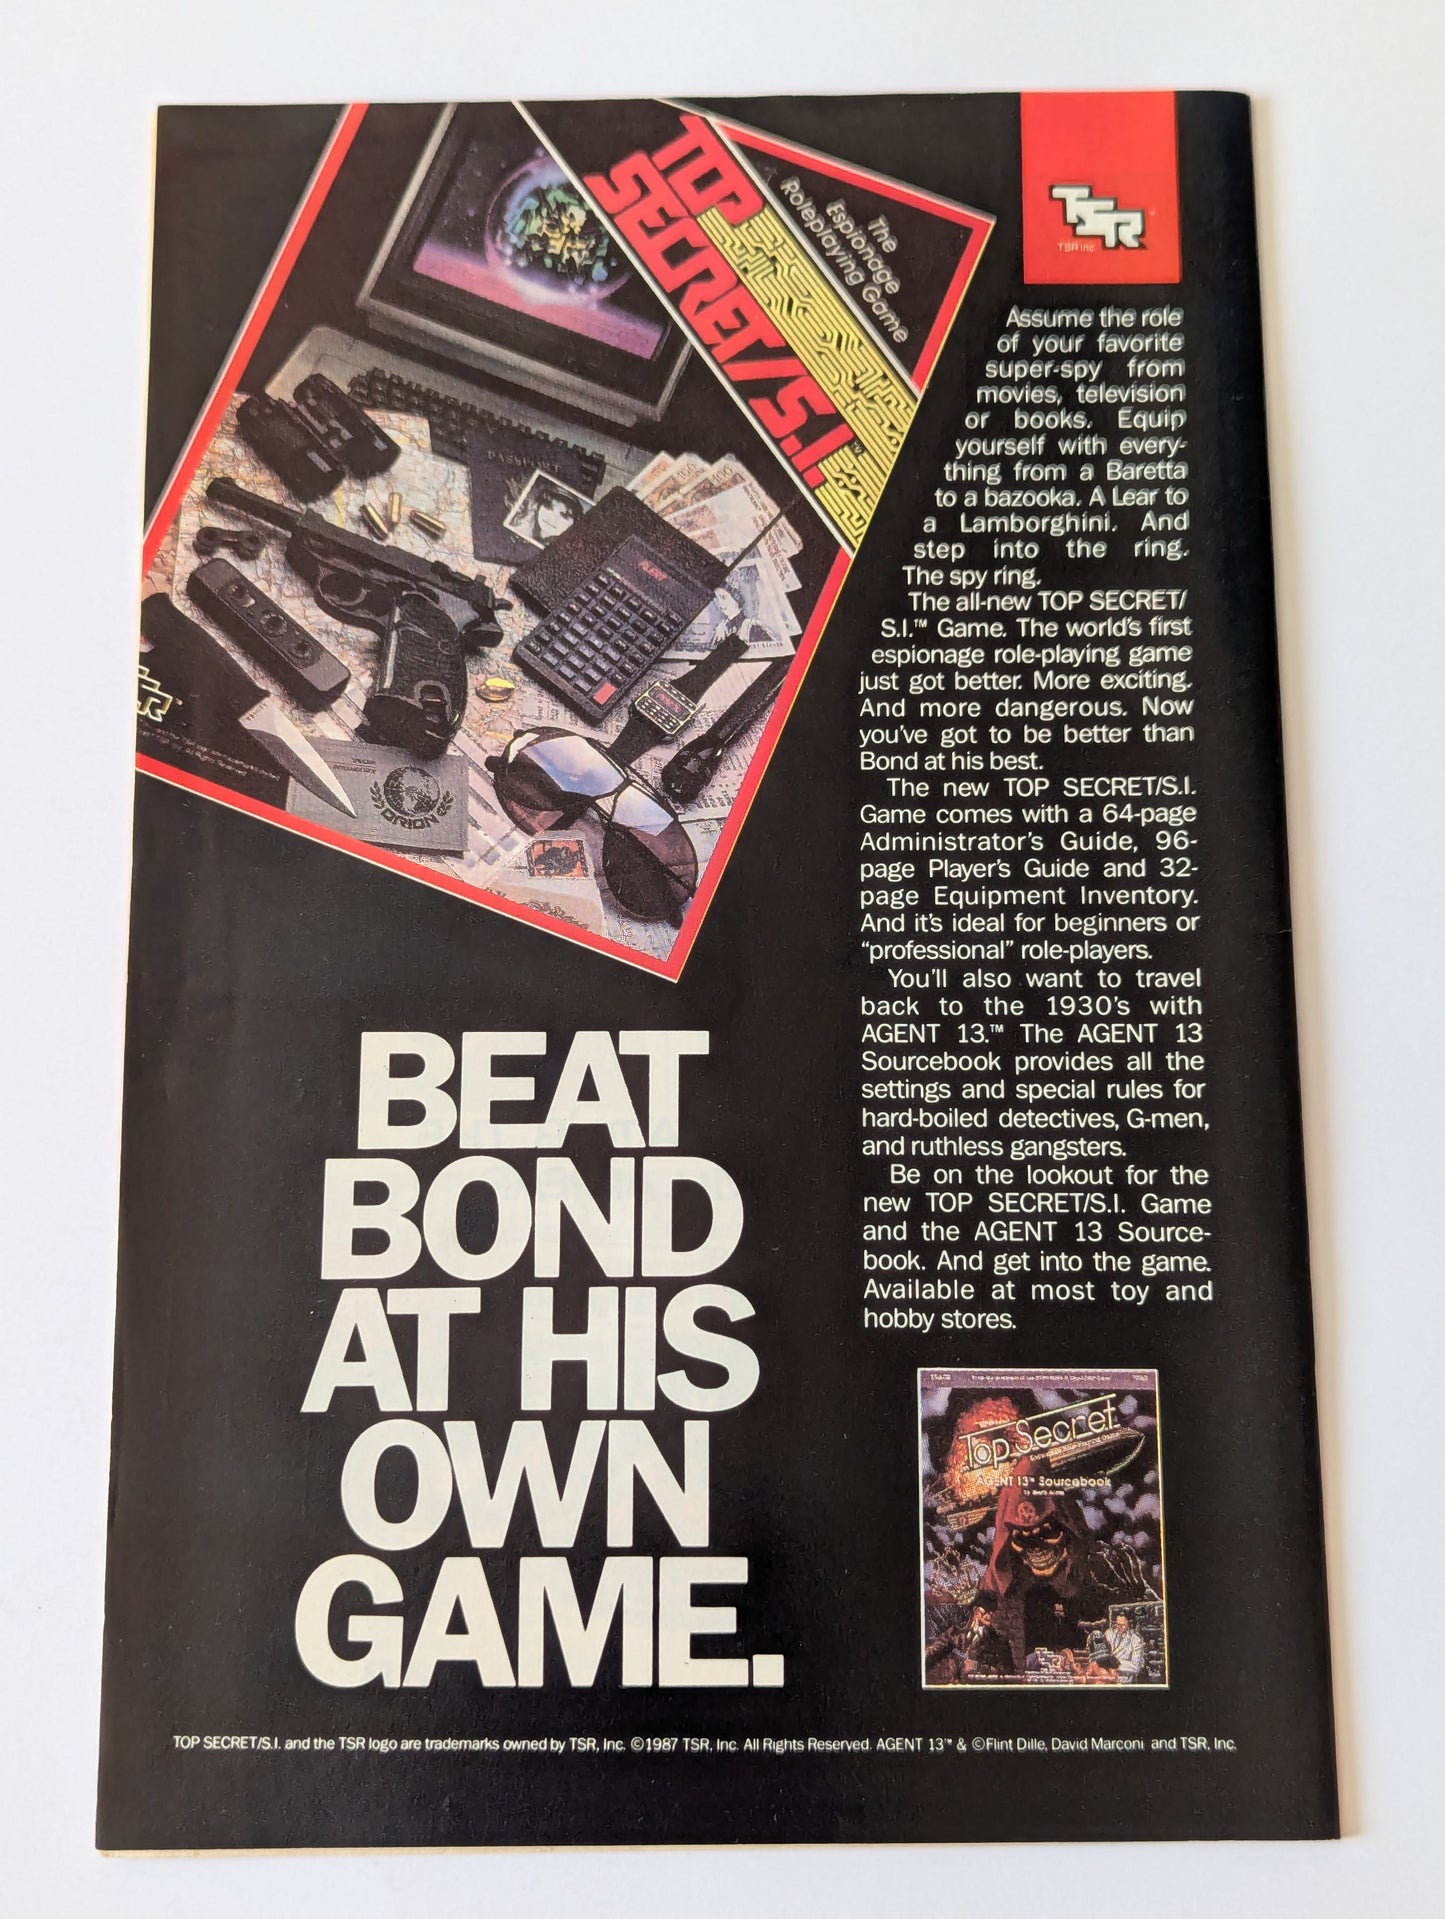 TOP
SECRET/S.I.
The
Espionage
Roleplaying Game
PASSPORT
ORION
TSR
TSR Inc.
Assume the role
of your favorite
super-spy from
movies, television
or books. Equip
yourself with every-
thing from a Baretta
to a bazooka. A Lear to
a Lamborghini. And
step into the ring.
The spy ring.
The all-new TOP SECRET/
S.I.™ Game. The world's first
espionage role-playing game
just got better. More exciting.
And more dangerous. Now
you've got to be better than
Bond at his best.
The new TOP SECRET/S.I.
Game comes with a 64-page
Administrator's Guide, 96-
page Player's Guide and 32-
page Equipment Inventory.
And it's ideal for beginners or
“professional” role-players.
You'll also want to travel
back to the 1930's with
AGENT 13.™ The AGENT 13
Sourcebook provides all the
settings and special rules for
hard-boiled detectives, G-men,
and ruthless gangsters.
Be on the lookout for the
new TOP SECRET/S.I. Game
and the AGENT 13 Source-
book. And get into the game.
Available at most toy and
hobby stores.
BEAT
BOND
AT HIS
OWN
GAME.
Top Secret
AGENT 13™ Sourcebook
TOP SECRET/S.I. and the TSR logo are trademarks owned by TSR, Inc. ©1987 TSR, Inc. All Rights Reserved. AGENT 13™ & ©Flint Dille, David Marconi and TSR, Inc.